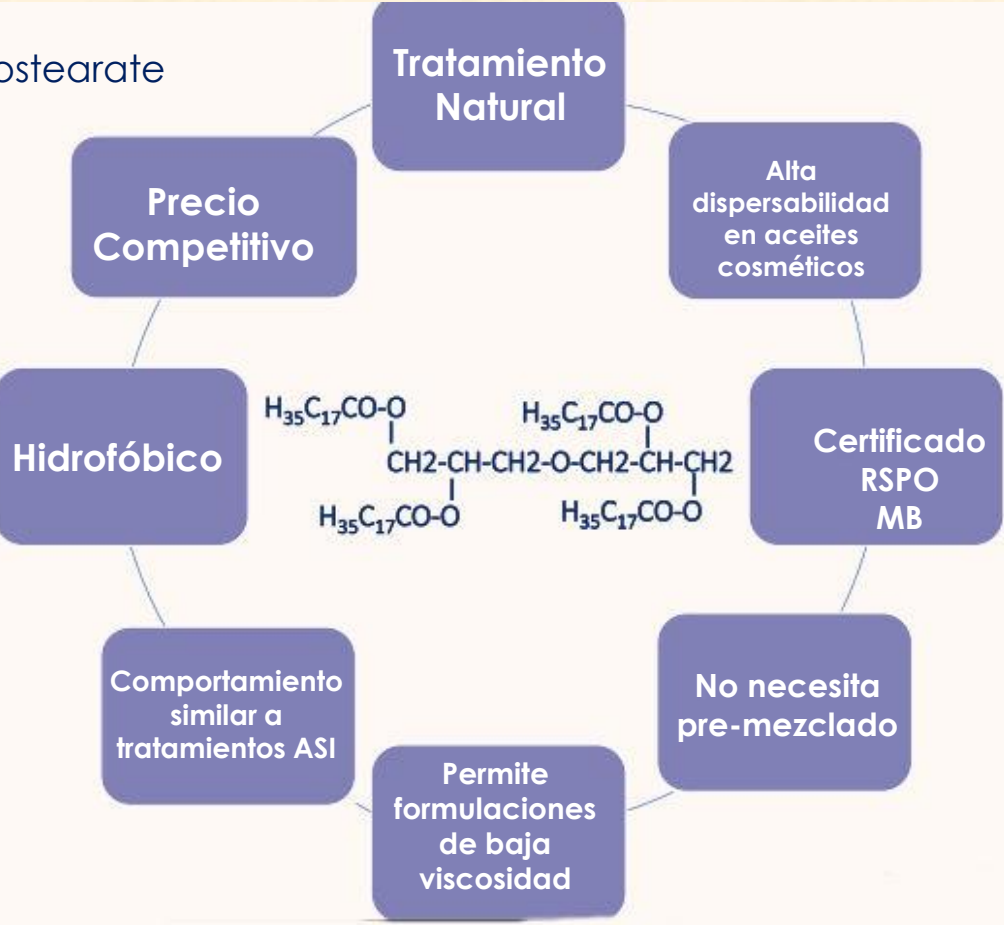 ostearate
Tratamiento
Natural
Alta
dispersabilidad
en aceites
cosméticos
Certificado
RSPO
MB
No necesita
pre-mezclado
Permite
formulaciones
de baja
viscosidad
Comportamiento
similar a
tratamientos ASI
Hidrofóbico
Precio
Competitivo
H₃₅C₁₇CO-O H₃₅C₁₇CO-O
CH2-CH-CH2-O-CH2-CH-CH2
H₃₅C₁₇CO-O H₃₅C₁₇CO-O